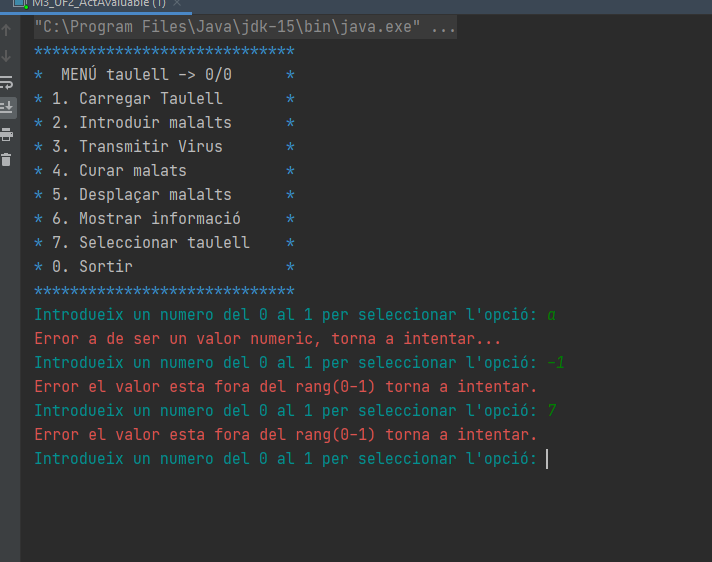 M3_UF2_ActAvaluable (1) ×
"C:\Program Files\Java\jdk-15\bin\java.exe" ...
*****************************
*  MENÚ taulell -> 0/0      *
* 1. Carregar Taulell       *
* 2. Introduir malalts      *
* 3. Transmitir Virus       *
* 4. Curar malats           *
* 5. Desplaçar malalts      *
* 6. Mostrar informació     *
* 7. Seleccionar taulell    *
* 0. Sortir                 *
*****************************
Introdueix un numero del 0 al 1 per seleccionar l'opció: a
Error a de ser un valor numeric, torna a intentar...
Introdueix un numero del 0 al 1 per seleccionar l'opció: -1
Error el valor esta fora del rang(0-1) torna a intentar.
Introdueix un numero del 0 al 1 per seleccionar l'opció: 7
Error el valor esta fora del rang(0-1) torna a intentar.
Introdueix un numero del 0 al 1 per seleccionar l'opció: